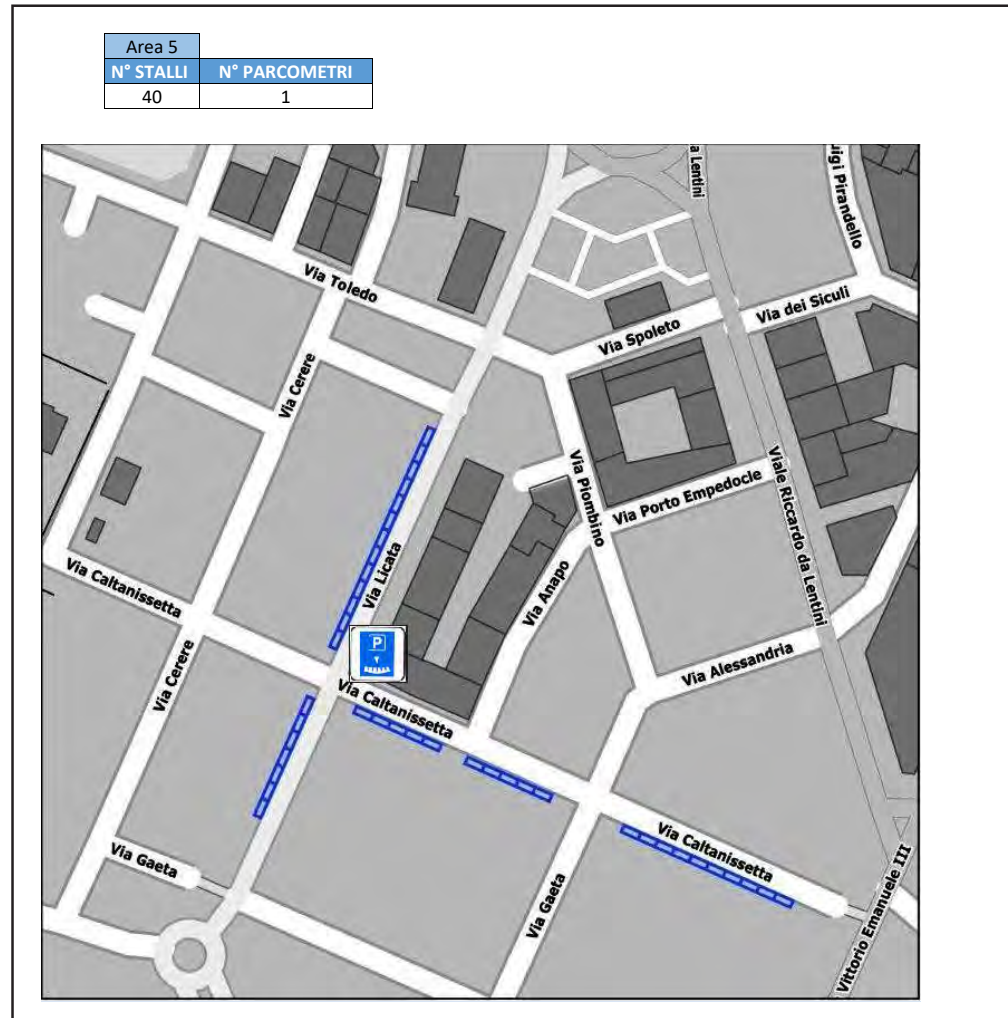 Area 5
N° STALLI N° PARCOMETRI
40 1
a Lentini
uigi Pirandello
Via Toledo
Via dei Siculi
Via Spoleto
Via Cerere
Via Piombino
Viale Riccardo da Lentini
Via Porto Empedocle
Via Licata
Via Anapo
Via Caltanissetta
P
Via Alessandria
Via Cerere
Via Caltanissetta
Via Caltanissetta
Via Gaeta
Via Gaeta
Vittorio Emanuele III